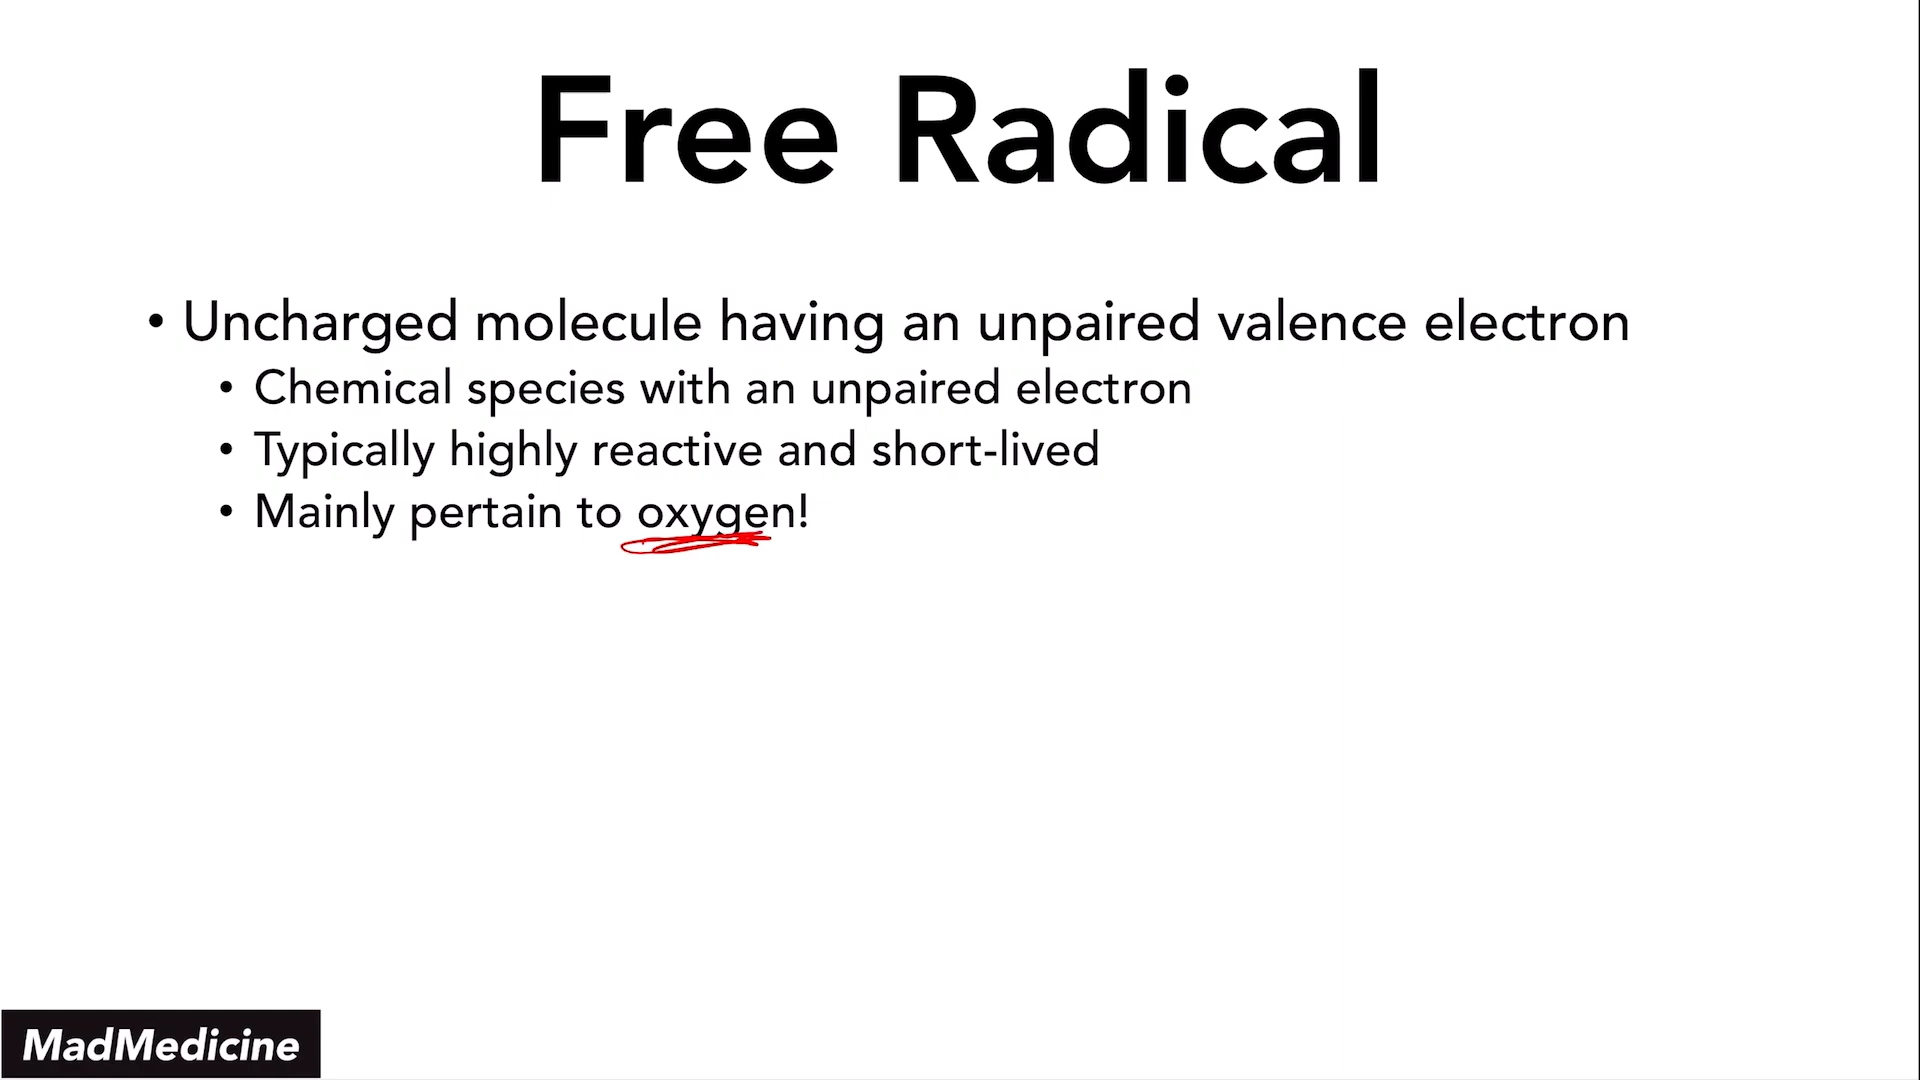 Free Radical
• Uncharged molecule having an unpaired valence electron
• Chemical species with an unpaired electron
• Typically highly reactive and short-lived
• Mainly pertain to oxygen!
MadMedicine